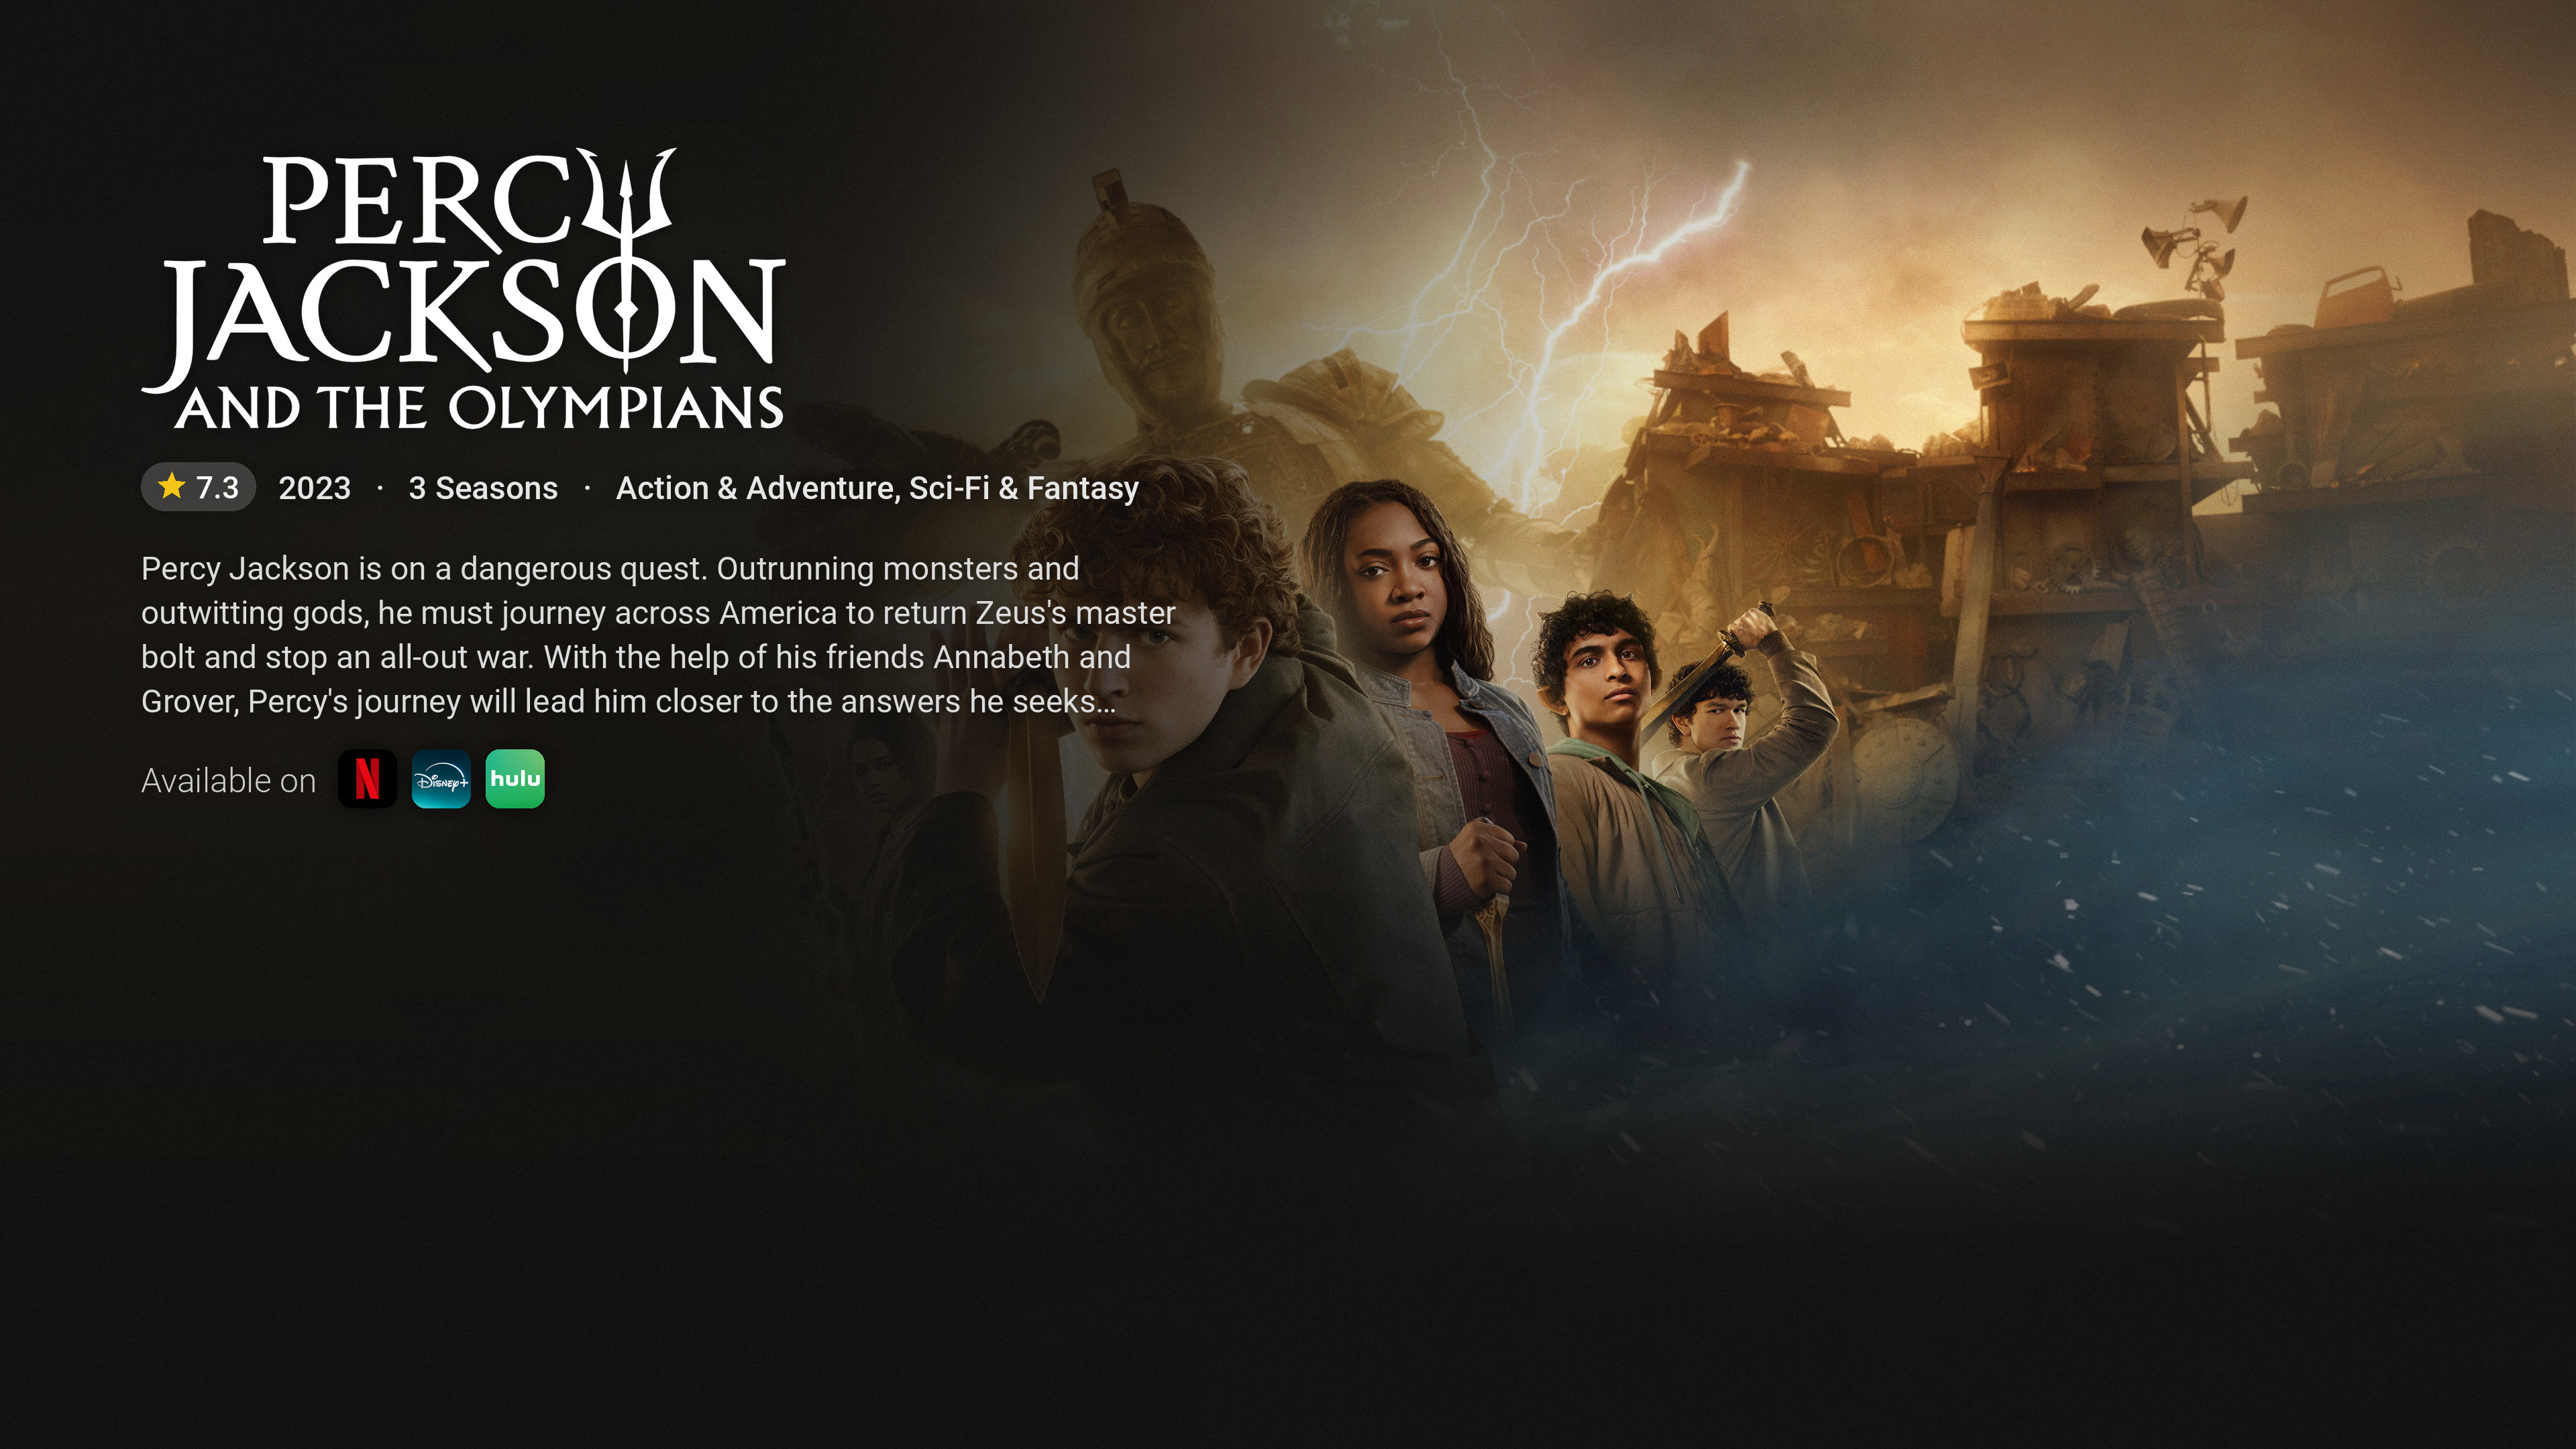 PERCY
JACKSON
AND THE OLYMPIANS
7.3 2023 · 3 Seasons · Action & Adventure, Sci-Fi & Fantasy
Percy Jackson is on a dangerous quest. Outrunning monsters and
outwitting gods, he must journey across America to return Zeus's master
bolt and stop an all-out war. With the help of his friends Annabeth and
Grover, Percy's journey will lead him closer to the answers he seeks…
Available on N Disney+ hulu